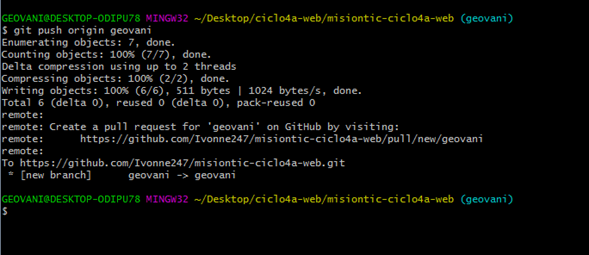 GEOVANI@DESKTOP-ODIPU78 MINGW32 ~/Desktop/ciclo4a-web/misiontic-ciclo4a-web (geovani)
$ git push origin geovani
Enumerating objects: 7, done.
Counting objects: 100% (7/7), done.
Delta compression using up to 2 threads
Compressing objects: 100% (2/2), done.
Writing objects: 100% (6/6), 511 bytes | 1024 bytes/s, done.
Total 6 (delta 0), reused 0 (delta 0), pack-reused 0
remote:
remote: Create a pull request for 'geovani' on GitHub by visiting:
remote:      https://github.com/Ivonne247/misiontic-ciclo4a-web/pull/new/geovani
remote:
To https://github.com/Ivonne247/misiontic-ciclo4a-web.git
 * [new branch]      geovani -> geovani
GEOVANI@DESKTOP-ODIPU78 MINGW32 ~/Desktop/ciclo4a-web/misiontic-ciclo4a-web (geovani)
$